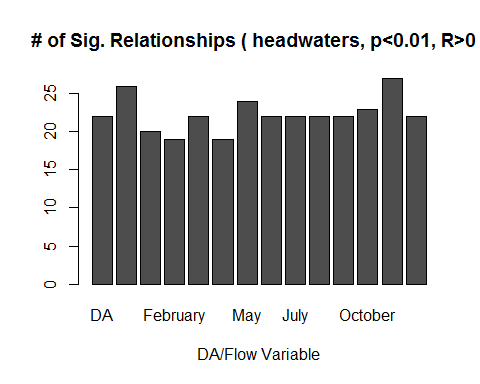 # of Sig. Relationships ( headwaters, p<0.01, R>0
25
20
15
10
5
0
DA February May July October
DA/Flow Variable